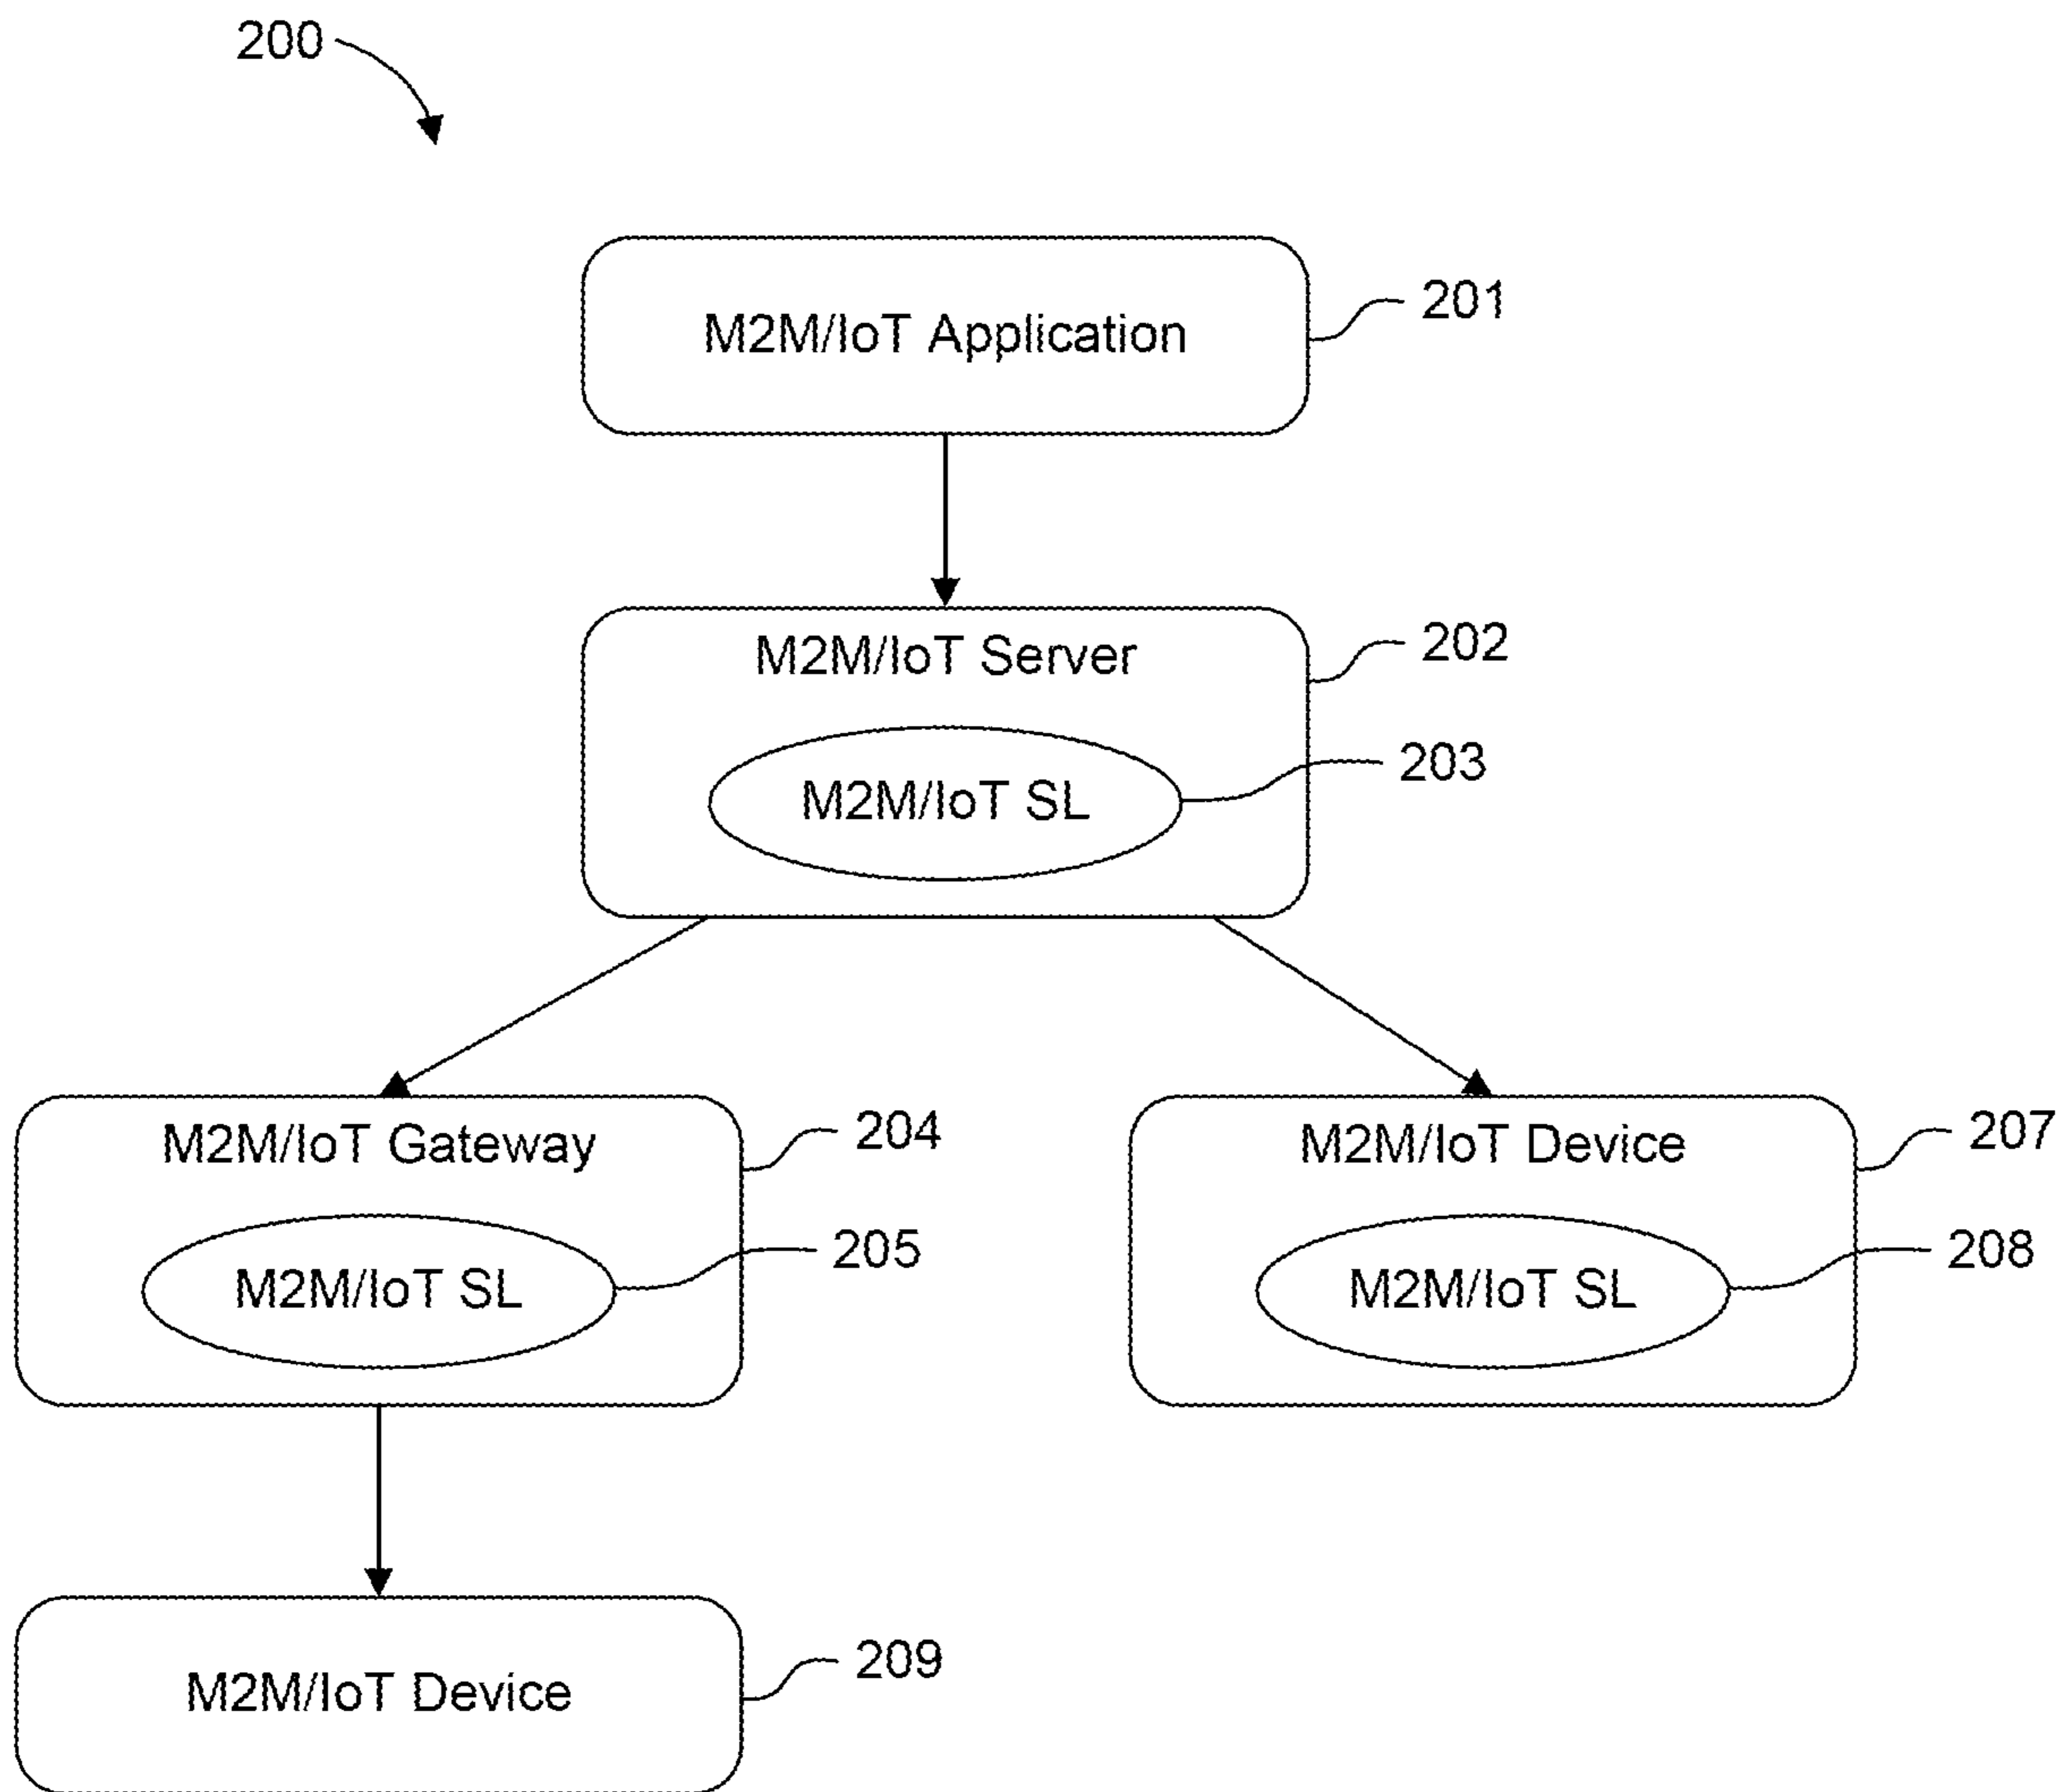 200
M2M/IoT Application
201
M2M/IoT Server
202
M2M/IoT SL
203
M2M/IoT Gateway
204
M2M/IoT Device
207
M2M/IoT SL
205
M2M/IoT SL
208
M2M/IoT Device
209